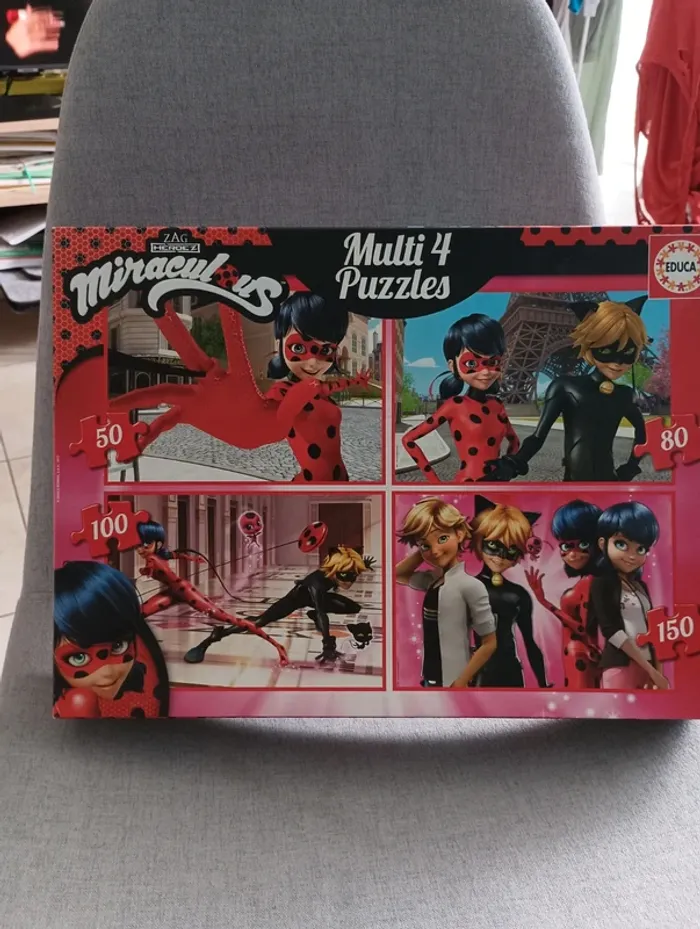 ZAG
HEROEZ
Miraculous
Multi 4
Puzzles
EDUCA
50
80
100
150